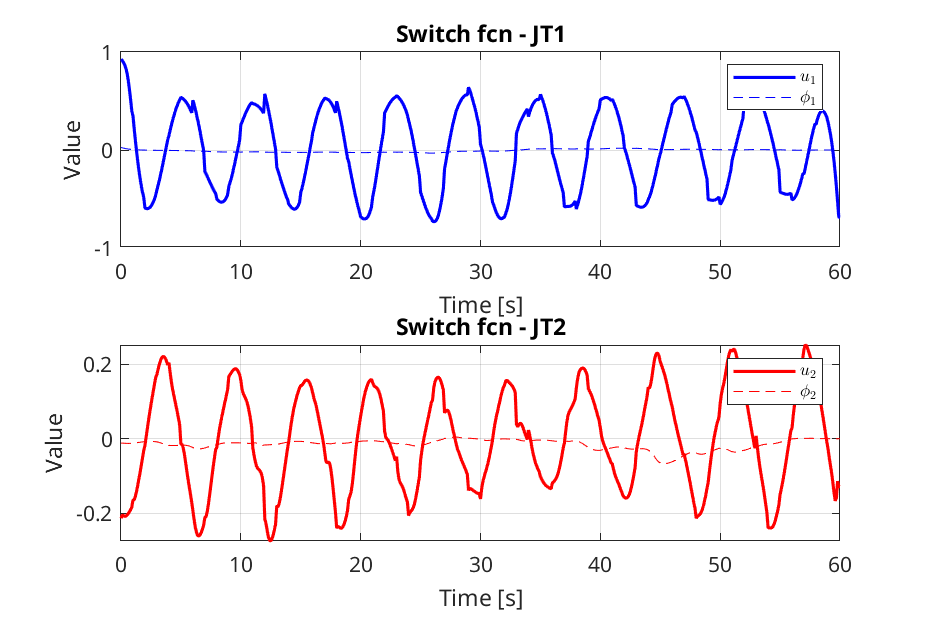 Switch fcn - JT1
1
0
-1
Value
u1
ϕ1
0 10 20 30 40 50 60
Time [s]
Switch fcn - JT2
0.2
0
-0.2
Value
u2
ϕ2
0 10 20 30 40 50 60
Time [s]